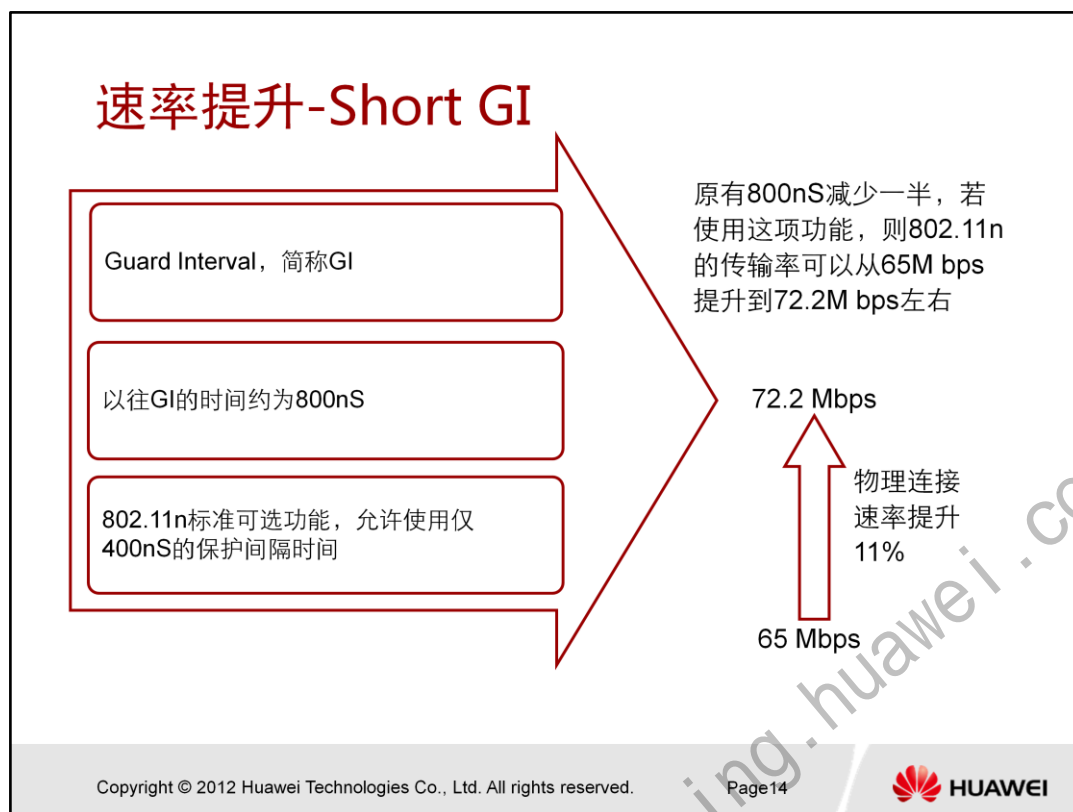 速率提升-Short GI
Guard Interval，简称GI
以往GI的时间约为800nS
802.11n标准可选功能，允许使用仅
400nS的保护间隔时间
原有800nS减少一半，若
使用这项功能，则802.11n
的传输率可以从65M bps
提升到72.2M bps左右
72.2 Mbps
物理连接
速率提升
11%
65 Mbps
ing.huawei.co
Copyright © 2012 Huawei Technologies Co., Ltd. All rights reserved.
Page14
HUAWEI